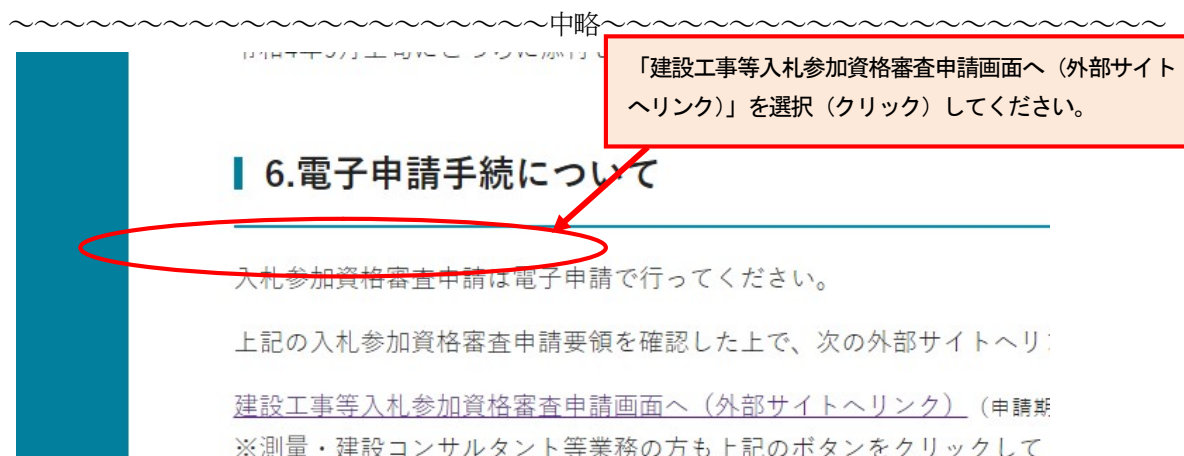 ～～～～～～～～～～～～～～～～～～～～～中略～～～～～～～～～～～～～～～～～～～～～～
「建設工事等入札参加資格審査申請画面へ（外部サイト
へリンク）」を選択（クリック）してください。
6.電子申請手続について
入札参加資格審査申請は電子申請で行ってください。
上記の入札参加資格審査申請要領を確認した上で、次の外部サイトへリ
建設工事等入札参加資格審査申請画面へ（外部サイトへリンク）（申請期
※測量・建設コンサルタント等業務の方も上記のボタンをクリックして